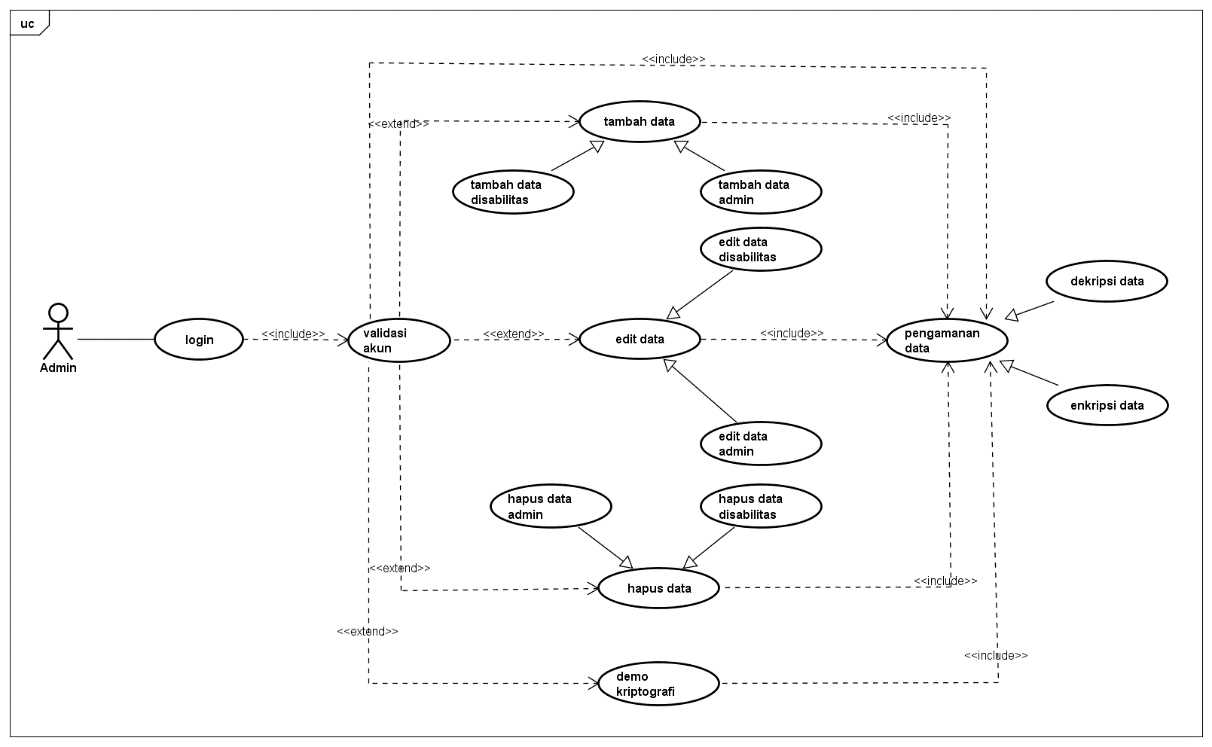 uc
<<include>>
<<extend>>
tambah data
<<include>>
tambah data
disabilitas
tambah data
admin
edit data
disabilitas
dekripsi data
Admin
login
<<include>>
validasi
akun
<<extend>>
edit data
<<include>>
pengamanan
data
enkripsi data
edit data
admin
hapus data
admin
hapus data
disabilitas
<<extend>>
hapus data
<<include>>
<<extend>>
<<include>>
demo
kriptografi